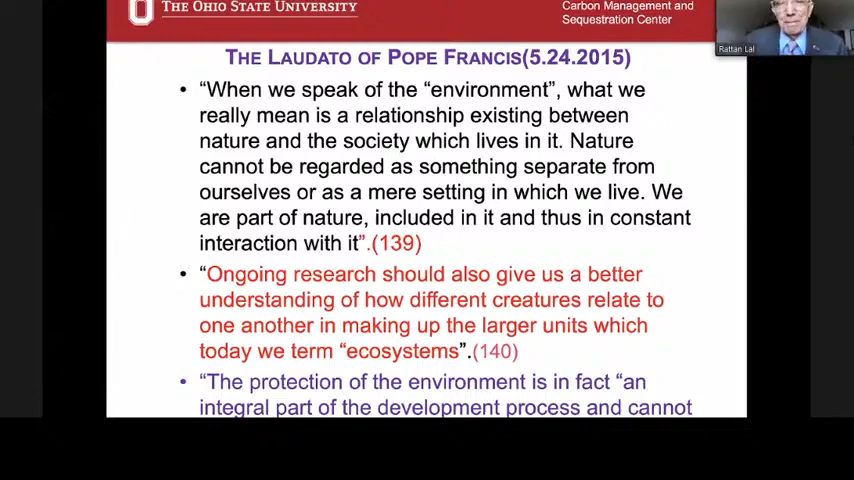 THE OHIO STATE UNIVERSITY
Carbon Management and
Sequestration Center
Rattan Lal
THE LAUDATO OF POPE FRANCIS(5.24.2015)
• “When we speak of the “environment”, what we
really mean is a relationship existing between
nature and the society which lives in it. Nature
cannot be regarded as something separate from
ourselves or as a mere setting in which we live. We
are part of nature, included in it and thus in constant
interaction with it”.(139)
• “Ongoing research should also give us a better
understanding of how different creatures relate to
one another in making up the larger units which
today we term “ecosystems”.(140)
• “The protection of the environment is in fact “an
integral part of the development process and cannot